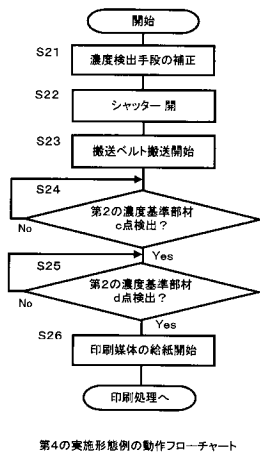 開始
S21
濃度検出手段の補正
S22
シャッター 開
S23
搬送ベルト搬送開始
S24
第2の濃度基準部材
c点検出？
No
Yes
S25
第2の濃度基準部材
d点検出？
No
Yes
S26
印刷媒体の給紙開始
印刷処理へ
第4の実施形態例の動作フローチャート